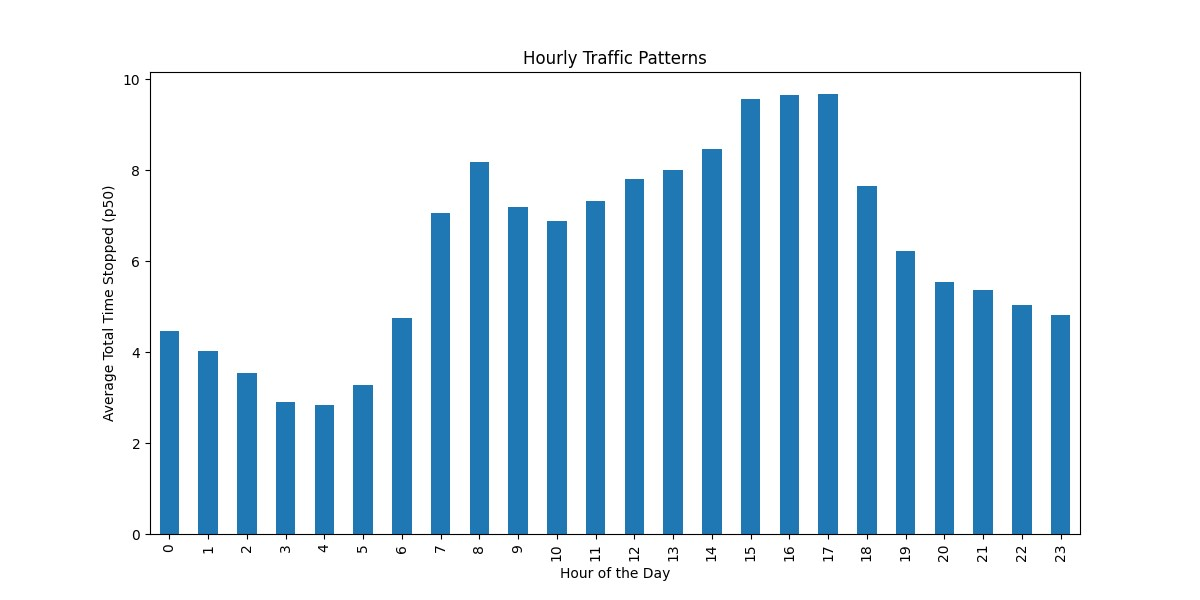 Hourly Traffic Patterns
Average Total Time Stopped (p50)
10
8
6
4
2
0
0 1 2 3 4 5 6 7 8 9 10 11 12 13 14 15 16 17 18 19 20 21 22 23
Hour of the Day